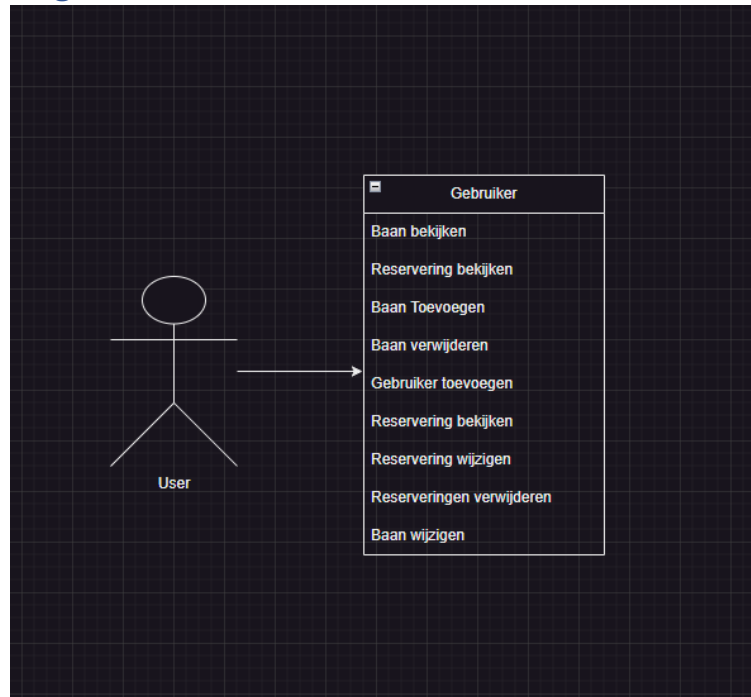 Gebruiker
Baan bekijken
Reservering bekijken
Baan Toevoegen
Baan verwijderen
Gebruiker toevoegen
Reservering bekijken
Reservering wijzigen
User
Reserveringen verwijderen
Baan wijzigen